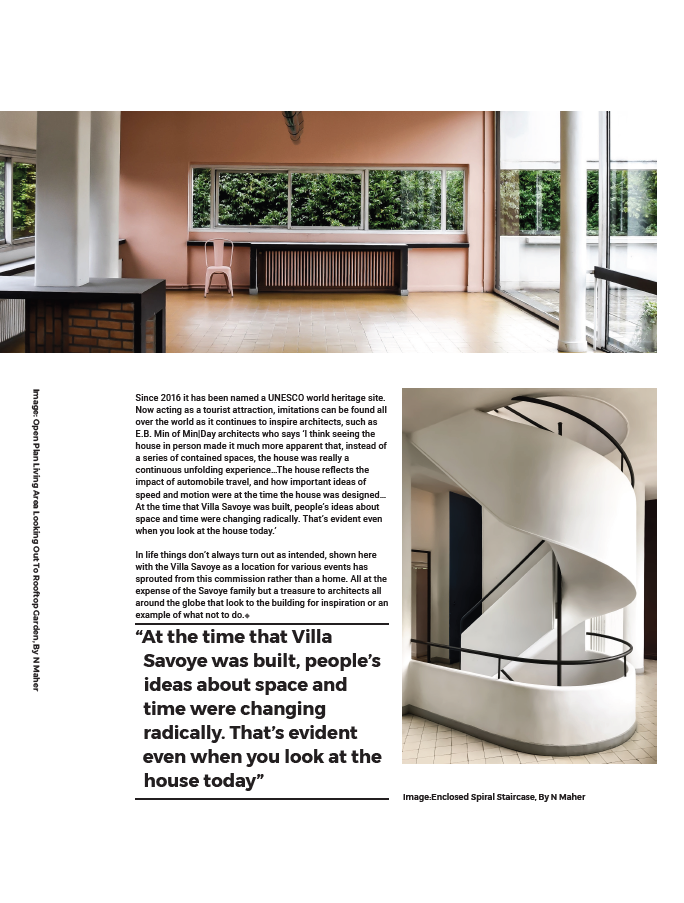 Image: Open Plan Living Area Looking Out To Rooftop Garden, By N Maher
Since 2016 it has been named a UNESCO world heritage site.
Now acting as a tourist attraction, imitations can be found all
over the world as it continues to inspire architects, such as
E.B. Min of Min|Day architects who says ‘I think seeing the
house in person made it much more apparent that, instead of
a series of contained spaces, the house was really a
continuous unfolding experience…The house reflects the
impact of automobile travel, and how important ideas of
speed and motion were at the time the house was designed…
At the time that Villa Savoye was built, people’s ideas about
space and time were changing radically. That’s evident even
when you look at the house today.’
In life things don’t always turn out as intended, shown here
with the Villa Savoye as a location for various events has
sprouted from this commission rather than a home. All at the
expense of the Savoye family but a treasure to architects all
around the globe that look to the building for inspiration or an
example of what not to do.
“At the time that Villa
Savoye was built, people’s
ideas about space and
time were changing
radically. That’s evident
even when you look at the
house today”
Image:Enclosed Spiral Staircase, By N Maher